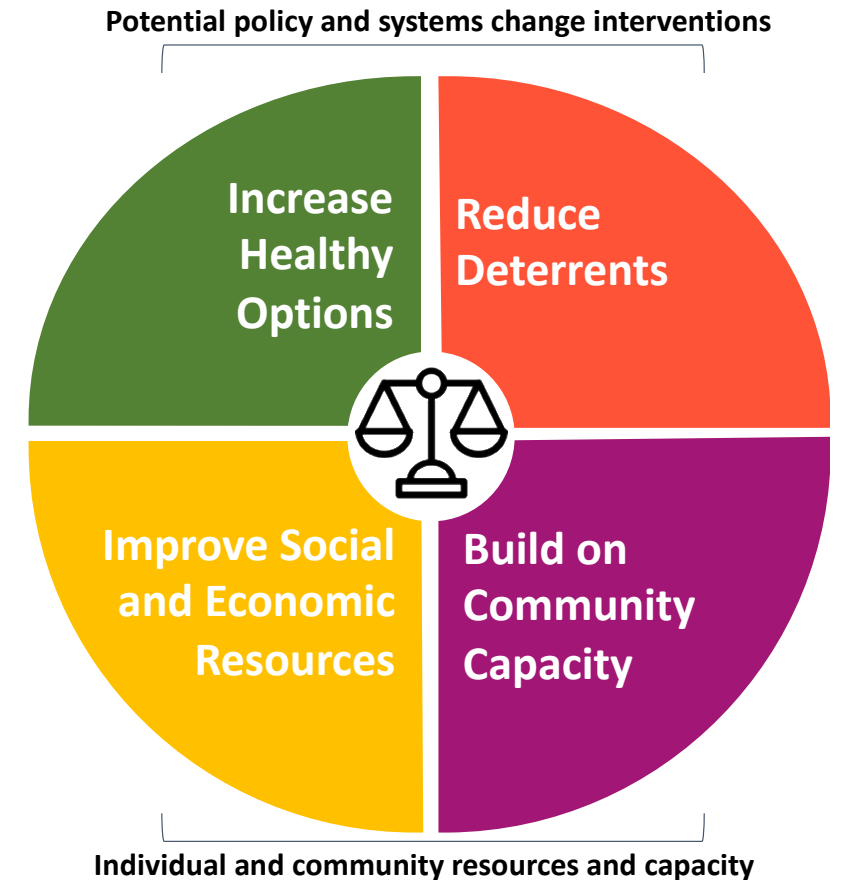 Potential policy and systems change interventions
Increase
Healthy
Options
Reduce
Deterrents
Improve Social
and Economic
Resources
Build on
Community
Capacity
Individual and community resources and capacity